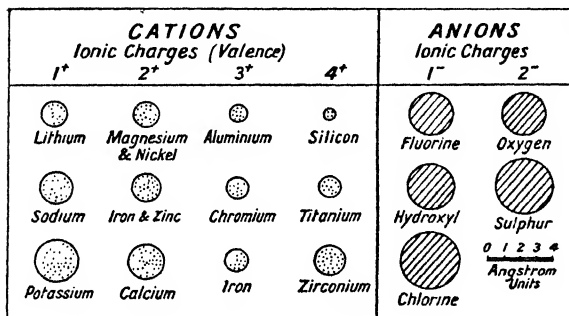 CATIONS
Ionic Charges (Valence)
1+ 2+ 3+ 4+
Lithium Magnesium & Nickel Aluminium Silicon
Sodium Iron & Zinc Chromium Titanium
Potassium Calcium Iron Zirconium
ANIONS
Ionic Charges
1- 2-
Fluorine Oxygen
Hydroxyl Sulphur
Chlorine
0 1 2 3 4
Angstrom
Units